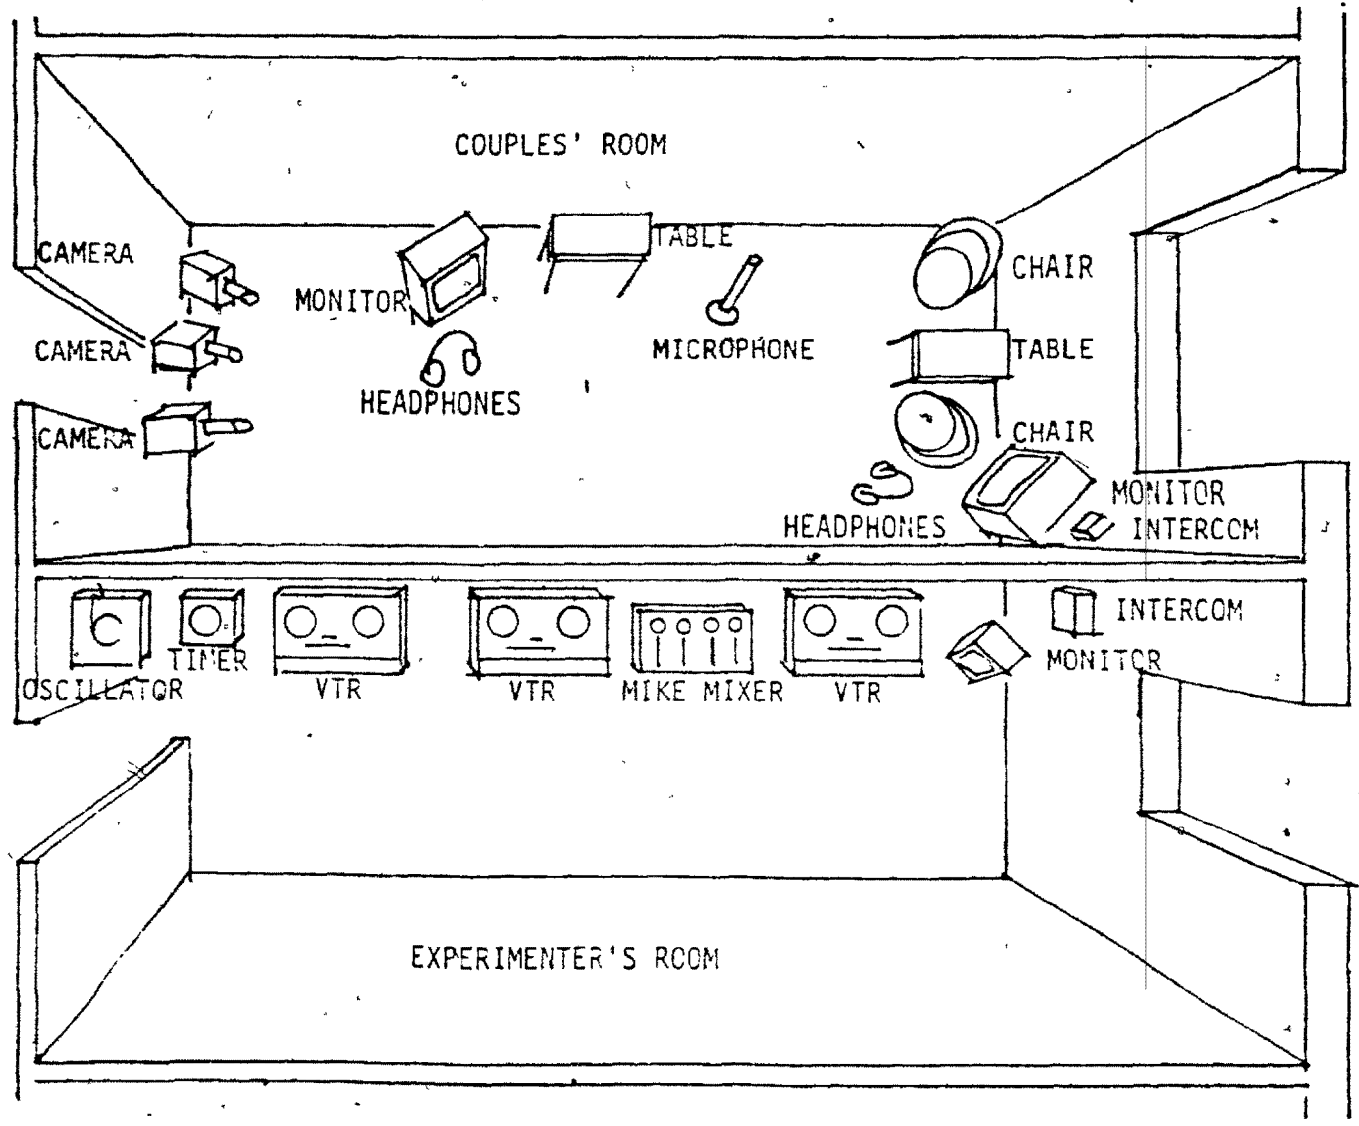 COUPLES' ROOM
CAMERA
TABLE
CHAIR
MONITOR
CAMERA
MICROPHONE
TABLE
HEADPHONES
CAMERA
CHAIR
MONITOR
HEADPHONES
INTERCOM
INTERCOM
TIMER
MONITOR
OSCILLATOR
VTR
VTR
MIKE MIXER
VTR
EXPERIMENTER'S ROOM